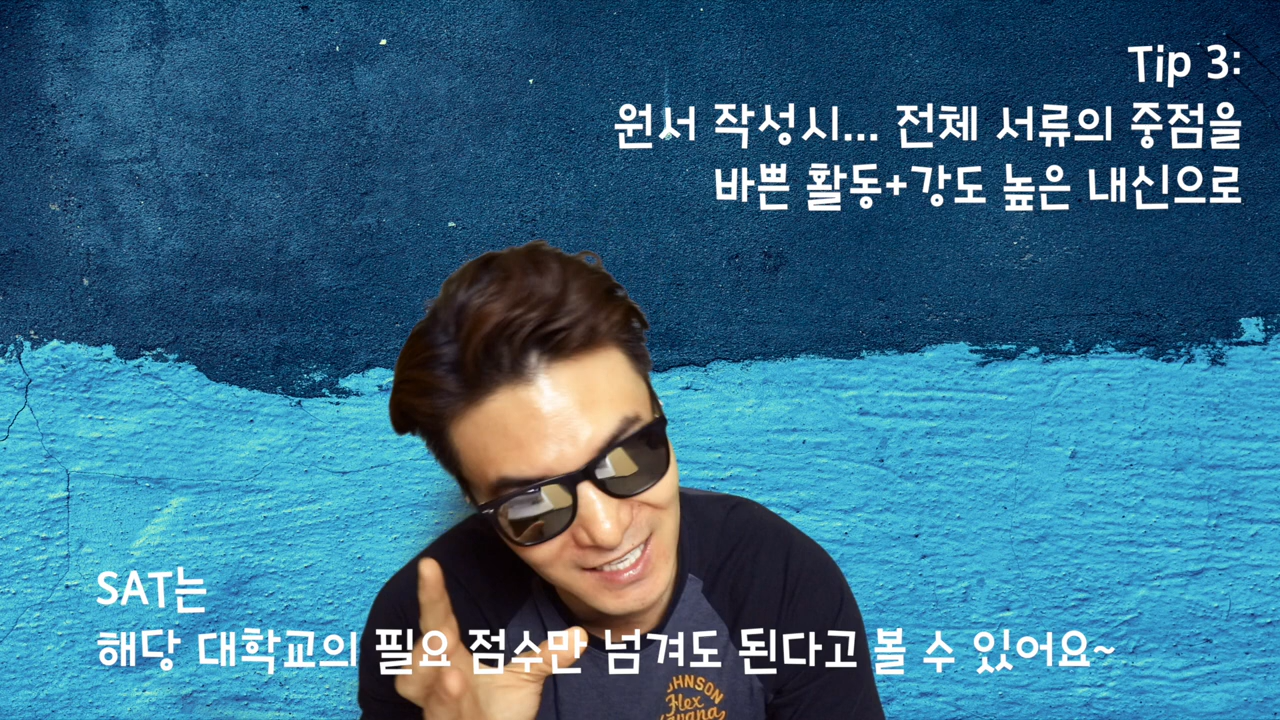 Tip 3:
원서 작성시... 전체 서류의 중점을
바쁜 활동+강도 높은 내신으로
SAT는
해당 대학교의 필요 점수만 넘겨도 된다고 볼 수 있어요~
JOHNSON
Flex